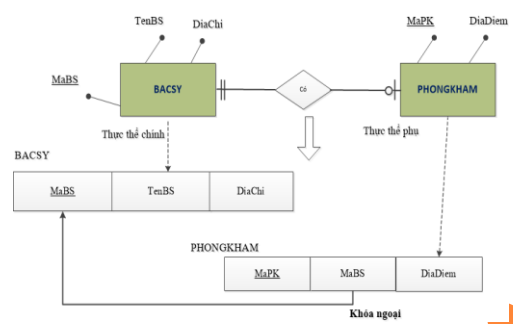 TenBS
DiaChi
MaPK
DiaDiem
MaBS
BACSY
Có
PHONGKHAM
Thực thể chính
Thực thể phụ
BACSY
MaBS
TenBS
DiaChi
PHONGKHAM
MaPK
MaBS
DiaDiem
Khóa ngoại